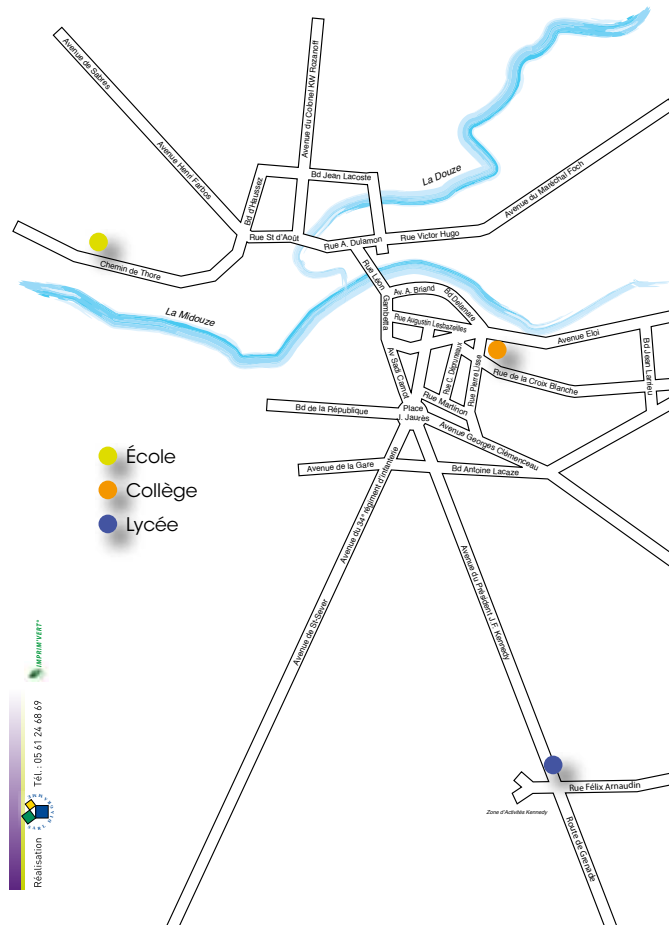 Avenue de Sabres
Avenue Henri Farbos
Avenue du Colonel KW Rozanoff
Bd Jean Lacoste
La Douze
Avenue du Maréchal Foch
Bd d'Haussez
Rue St d'Août
Rue A. Dulamon
Rue Victor Hugo
Chemin de Thore
La Midouze
Rue Léon
Gambetta
Av. A. Briand
Bd Delamare
Rue Augustin Lesbazeilles
Avenue Eloi
Bd Jean Larrieu
Av Sadi Carnot
Rue C. Despruneaux
Rue Pierre Lisse
Rue de la Croix Blanche
Rue Martinon
Bd de la République
Place
J. Jaurès
Avenue Georges Clémenceau
Avenue de la Gare
Bd Antoine Lacaze
École
Collège
Lycée
Avenue du 34e régiment d'infanterie
Avenue de St-Sever
Avenue du Président J.F. Kennedy
Rue Félix Arnaudin
Zone d'Activités Kennedy
Route de Grenade
IMPRIM'VERT®
Réalisation
Tél. : 05 61 24 68 69